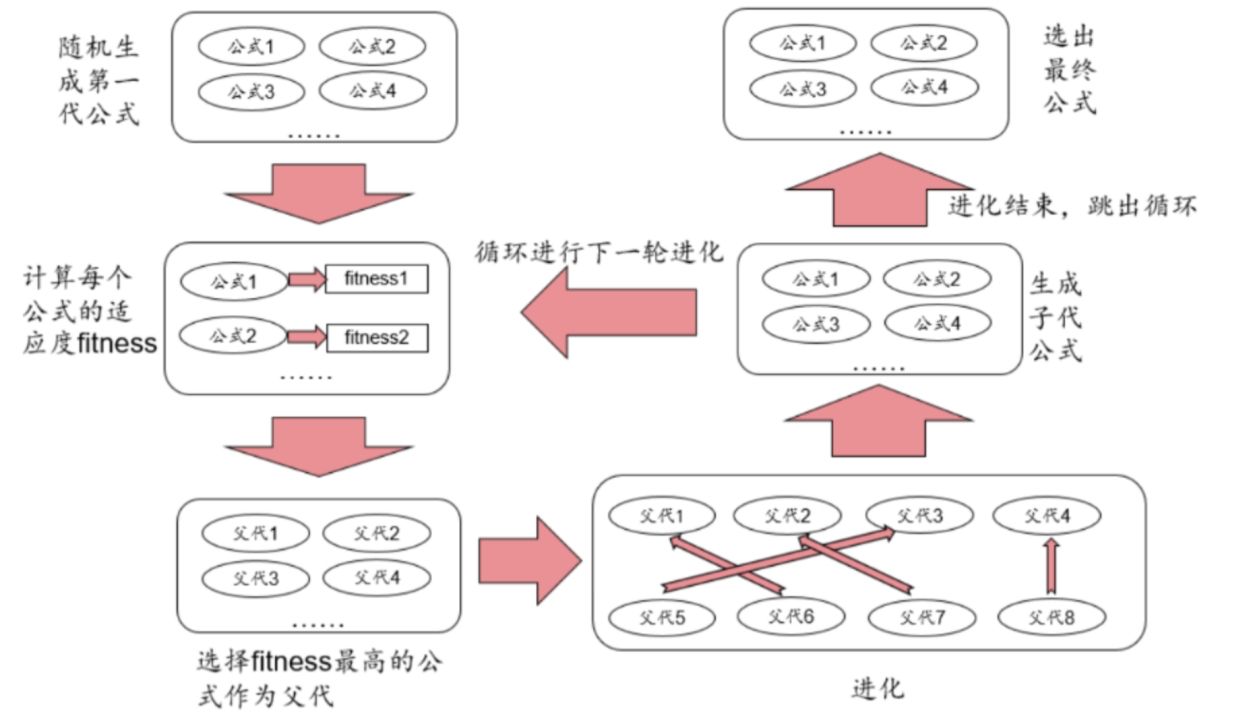 随机生
成第一
代公式
公式1 公式2
公式3 公式4
......
公式1 公式2
公式3 公式4
......
选出
最终
公式
进化结束，跳出循环
计算每个
公式的适
应度fitness
公式1 fitness1
公式2 fitness2
......
循环进行下一轮进化
公式1 公式2
公式3 公式4
......
生成
子代
公式
父代1 父代2
父代3 父代4
......
选择fitness最高的公
式作为父代
父代1 父代2 父代3 父代4
父代5 父代6 父代7 父代8
进化